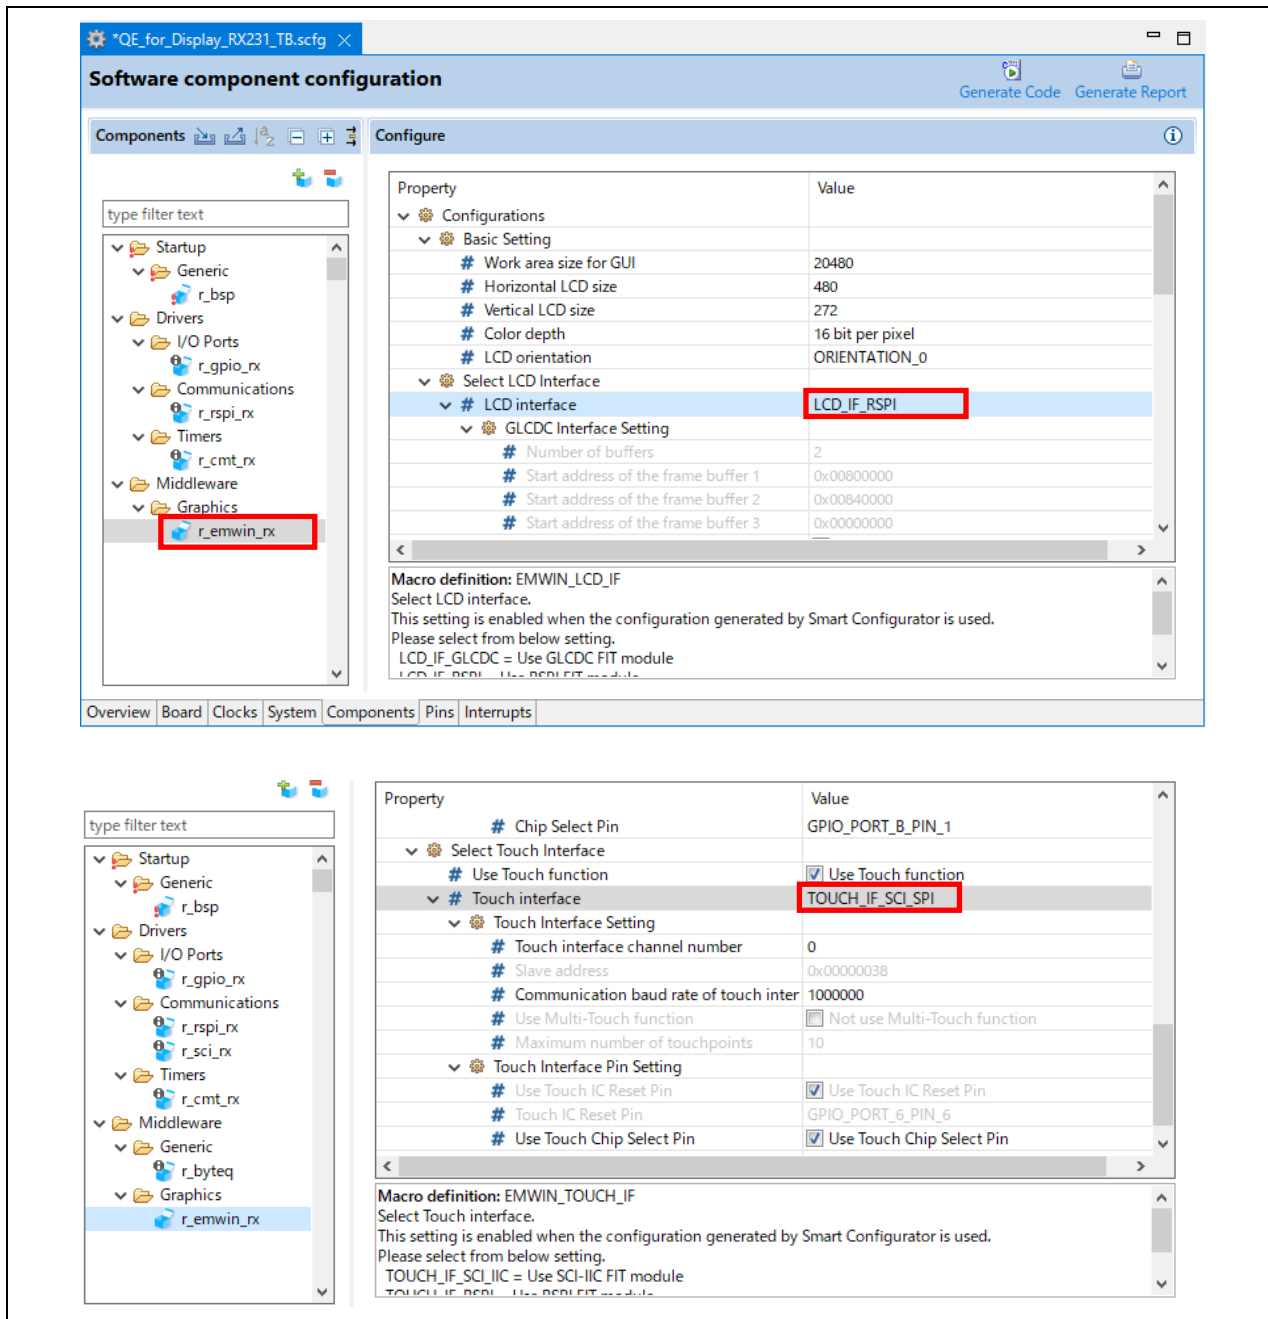 *QE_for_Display_RX231_TB.scfg
Software component configuration
Generate Code Generate Report
Components
Configure
type filter text
Startup
Generic
r_bsp
Drivers
I/O Ports
r_gpio_rx
Communications
r_rspi_rx
Timers
r_cmt_rx
Middleware
Graphics
r_emwin_rx
Property Value
Configurations
Basic Setting
# Work area size for GUI 20480
# Horizontal LCD size 480
# Vertical LCD size 272
# Color depth 16 bit per pixel
# LCD orientation ORIENTATION_0
Select LCD Interface
# LCD interface LCD_IF_RSPI
GLCDC Interface Setting
# Number of buffers 2
# Start address of the frame buffer 1 0x00800000
# Start address of the frame buffer 2 0x00840000
# Start address of the frame buffer 3 0x00000000
Macro definition: EMWIN_LCD_IF
Select LCD interface.
This setting is enabled when the configuration generated by Smart Configurator is used.
Please select from below setting.
LCD_IF_GLCDC = Use GLCDC FIT module
LCD_IF_RSPI = Use RSPI FIT module
Overview Board Clocks System Components Pins Interrupts
type filter text
Startup
Generic
r_bsp
Drivers
I/O Ports
r_gpio_rx
Communications
r_rspi_rx
r_sci_rx
Timers
r_cmt_rx
Middleware
Generic
r_byteq
Graphics
r_emwin_rx
Property Value
# Chip Select Pin GPIO_PORT_B_PIN_1
Select Touch Interface
# Use Touch function Use Touch function
# Touch interface TOUCH_IF_SCI_SPI
Touch Interface Setting
# Touch interface channel number 0
# Slave address 0x00000038
# Communication baud rate of touch inter 1000000
# Use Multi-Touch function Not use Multi-Touch function
# Maximum number of touchpoints 10
Touch Interface Pin Setting
# Use Touch IC Reset Pin Use Touch IC Reset Pin
# Touch IC Reset Pin GPIO_PORT_6_PIN_6
# Use Touch Chip Select Pin Use Touch Chip Select Pin
Macro definition: EMWIN_TOUCH_IF
Select Touch interface.
This setting is enabled when the configuration generated by Smart Configurator is used.
Please select from below setting.
TOUCH_IF_SCI_IIC = Use SCI-IIC FIT module
TOUCH_IF_RSPI = Use RSPI FIT module